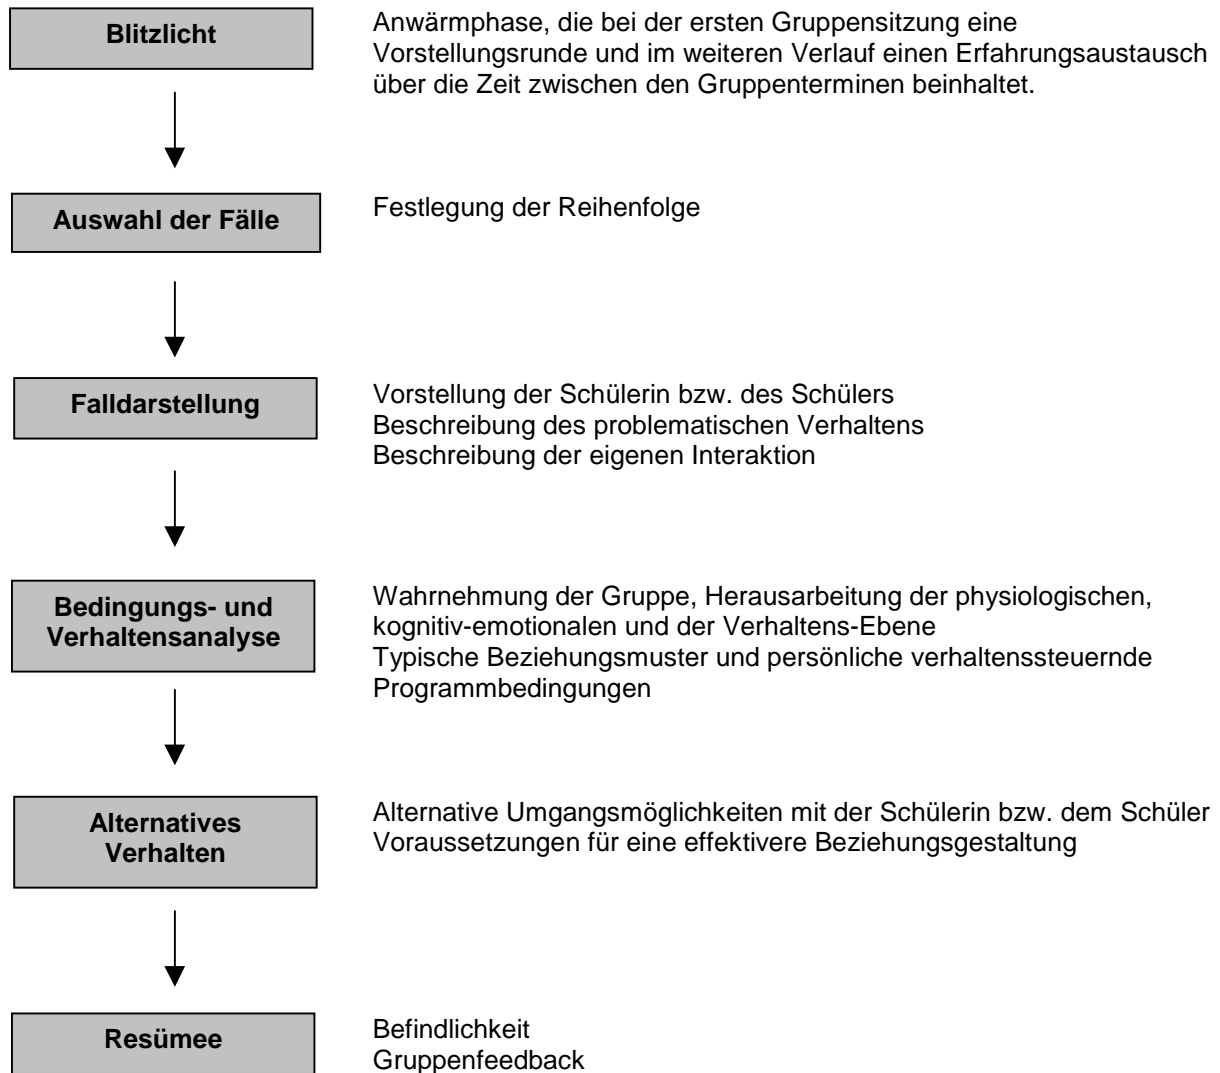 Blitzlicht
Anwärmphase, die bei der ersten Gruppensitzung eine
Vorstellungsrunde und im weiteren Verlauf einen Erfahrungsaustausch
über die Zeit zwischen den Gruppenterminen beinhaltet.
Auswahl der Fälle
Festlegung der Reihenfolge
Falldarstellung
Vorstellung der Schülerin bzw. des Schülers
Beschreibung des problematischen Verhaltens
Beschreibung der eigenen Interaktion
Bedingungs- und
Verhaltensanalyse
Wahrnehmung der Gruppe, Herausarbeitung der physiologischen,
kognitiv-emotionalen und der Verhaltens-Ebene
Typische Beziehungsmuster und persönliche verhaltenssteuernde
Programmbedingungen
Alternatives
Verhalten
Alternative Umgangsmöglichkeiten mit der Schülerin bzw. dem Schüler
Voraussetzungen für eine effektivere Beziehungsgestaltung
Resümee
Befindlichkeit
Gruppenfeedback